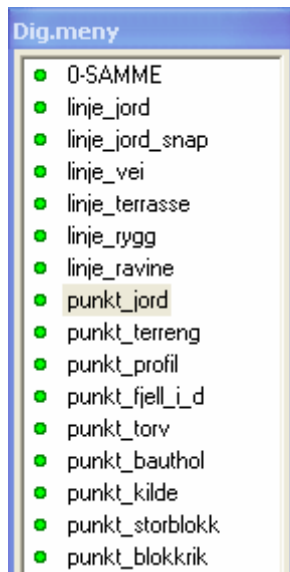 Dig.meny
0-SAMME
linje_jord
linje_jord_snap
linje_vei
linje_terrasse
linje_rygg
linje_ravine
punkt_jord
punkt_terreng
punkt_profil
punkt_fjell_i_d
punkt_torv
punkt_bauthol
punkt_kilde
punkt_storblokk
punkt_blokkrik